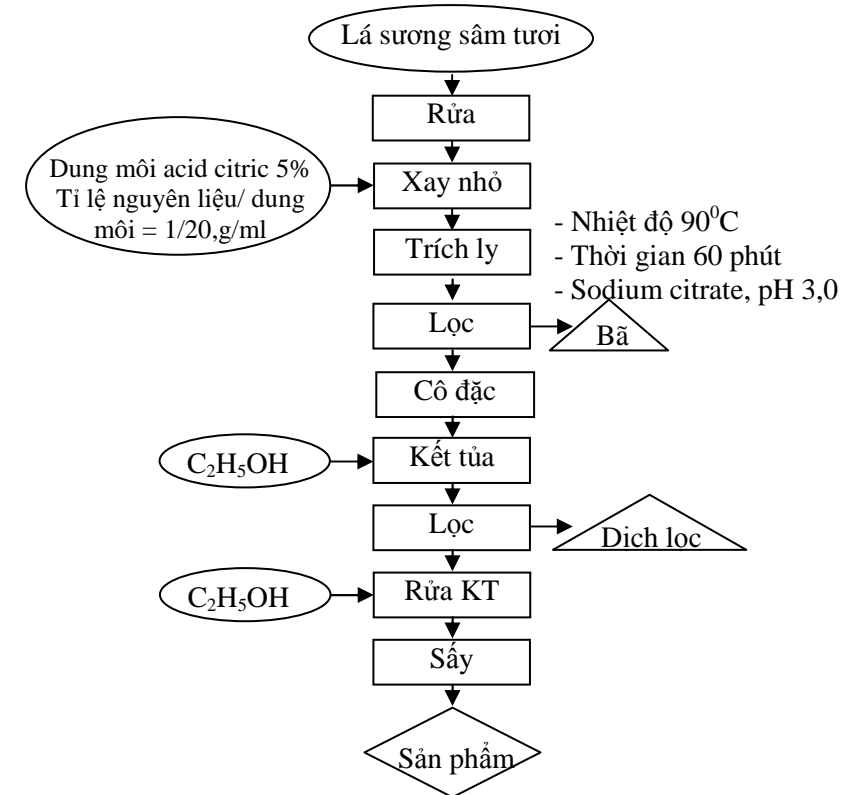 Lá sương sâm tươi
Rửa
Dung môi acid citric 5%
Tỉ lệ nguyên liệu/ dung
môi = 1/20,g/ml
Xay nhỏ
Trích ly
- Nhiệt độ 90⁰C
- Thời gian 60 phút
- Sodium citrate, pH 3,0
Lọc
Bã
Cô đặc
C₂H₅OH
Kết tủa
Lọc
Dịch lọc
C₂H₅OH
Rửa KT
Sấy
Sản phẩm